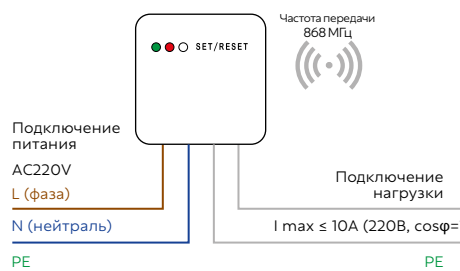 Частота передачи
868 МГц
SET/RESET
Подключение
питания
AC220V
L (фаза)
N (нейтраль)
PE
Подключение
нагрузки
I max ≤ 10A (220В, cosφ=
PE